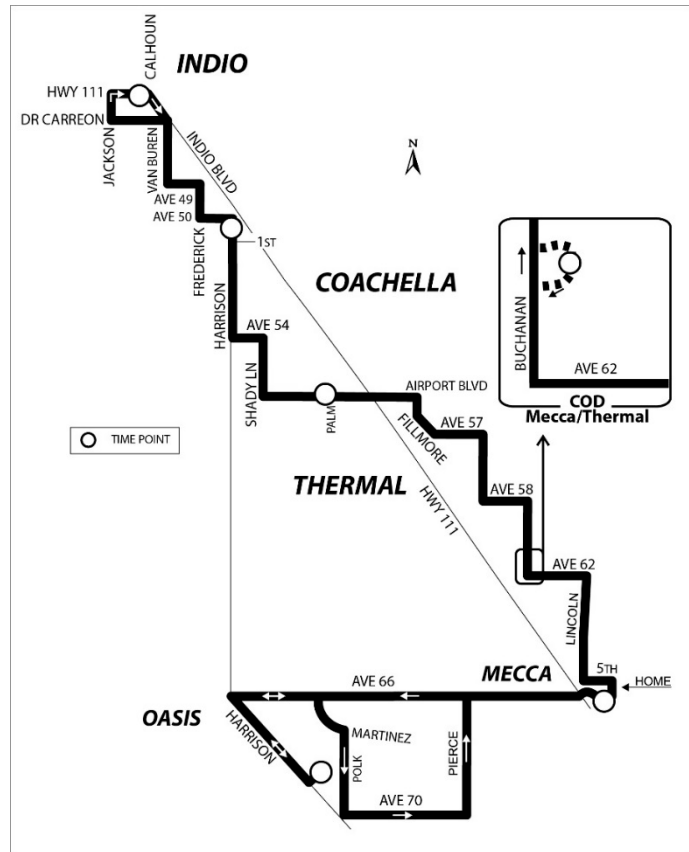 CALHOUN
INDIO
HWY 111
DR CARREON
JACKSON
VAN BUREN
INDIO BLVD
N
AVE 49
AVE 50
FREDERICK
1ST
HARRISON
COACHELLA
AVE 54
SHADY LN
PALM
AIRPORT BLVD
FILLMORE
AVE 57
BUCHANAN
AVE 62
COD
Mecca/Thermal
TIME POINT
THERMAL
HWY 111
AVE 58
AVE 62
LINCOLN
5TH
HOME
MECCA
AVE 66
OASIS
HARRISON
MARTINEZ
POLK
PIERCE
AVE 70